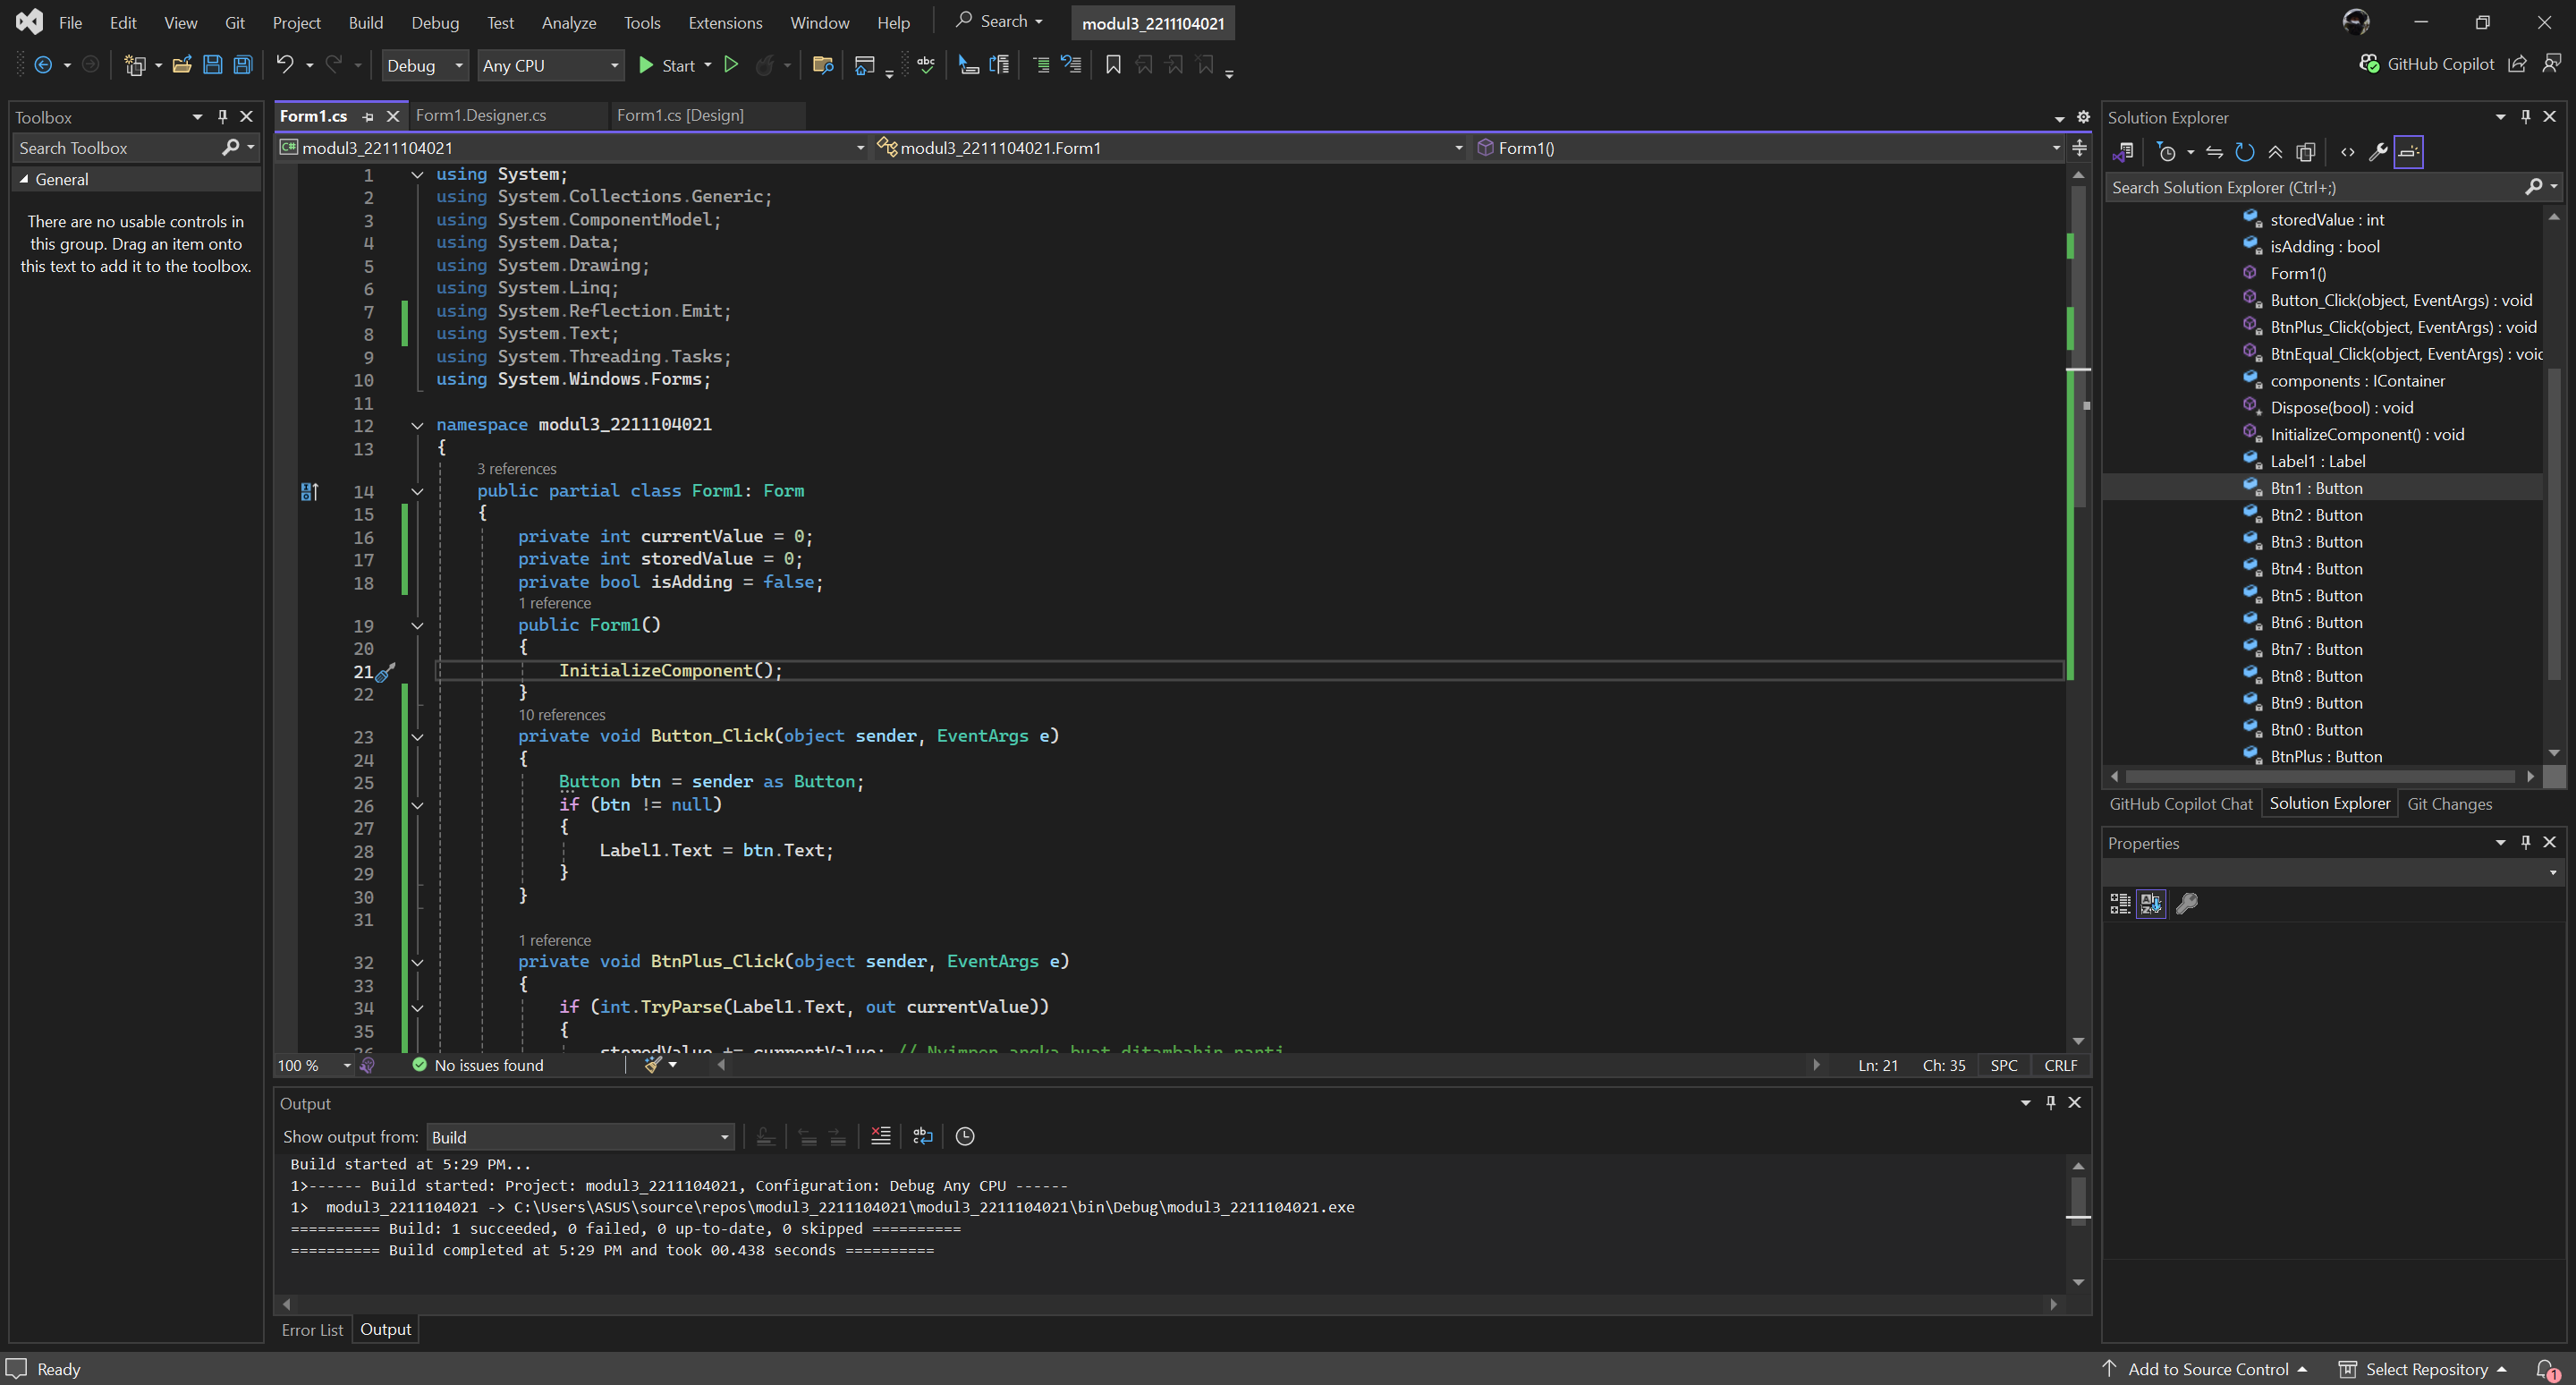 File Edit View Git Project Build Debug Test Analyze Tools Extensions Window Help Search modul3_2211104021
Debug Any CPU Start GitHub Copilot
Toolbox
Search Toolbox
General
There are no usable controls in
this group. Drag an item onto
this text to add it to the toolbox.
Form1.cs Form1.Designer.cs Form1.cs [Design]
C# modul3_2211104021 modul3_2211104021.Form1 Form1()
1 using System;
2 using System.Collections.Generic;
3 using System.ComponentModel;
4 using System.Data;
5 using System.Drawing;
6 using System.Linq;
7 using System.Reflection.Emit;
8 using System.Text;
9 using System.Threading.Tasks;
10 using System.Windows.Forms;
11
12 namespace modul3_2211104021
13 {
3 references
14 public partial class Form1: Form
15 {
16 private int currentValue = 0;
17 private int storedValue = 0;
18 private bool isAdding = false;
1 reference
19 public Form1()
20 {
21 InitializeComponent();
22 }
10 references
23 private void Button_Click(object sender, EventArgs e)
24 {
25 Button btn = sender as Button;
26 if (btn != null)
27 {
28 Label1.Text = btn.Text;
29 }
30 }
31
1 reference
32 private void BtnPlus_Click(object sender, EventArgs e)
33 {
34 if (int.TryParse(Label1.Text, out currentValue))
35 {
36 storedValue += currentValue; // Nyimpen angka buat ditambahin nanti
100 % No issues found Ln: 21 Ch: 35 SPC CRLF
Output
Show output from: Build
Build started at 5:29 PM...
1>------ Build started: Project: modul3_2211104021, Configuration: Debug Any CPU ------
1>  modul3_2211104021 -> C:\Users\ASUS\source\repos\modul3_2211104021\modul3_2211104021\bin\Debug\modul3_2211104021.exe
========== Build: 1 succeeded, 0 failed, 0 up-to-date, 0 skipped ==========
========== Build completed at 5:29 PM and took 00.438 seconds ==========
Error List Output
Solution Explorer
Search Solution Explorer (Ctrl+;)
storedValue : int
isAdding : bool
Form1()
Button_Click(object, EventArgs) : void
BtnPlus_Click(object, EventArgs) : void
BtnEqual_Click(object, EventArgs) : voic
components : IContainer
Dispose(bool) : void
InitializeComponent() : void
Label1 : Label
Btn1 : Button
Btn2 : Button
Btn3 : Button
Btn4 : Button
Btn5 : Button
Btn6 : Button
Btn7 : Button
Btn8 : Button
Btn9 : Button
Btn0 : Button
BtnPlus : Button
GitHub Copilot Chat Solution Explorer Git Changes
Properties
Ready Add to Source Control Select Repository 1